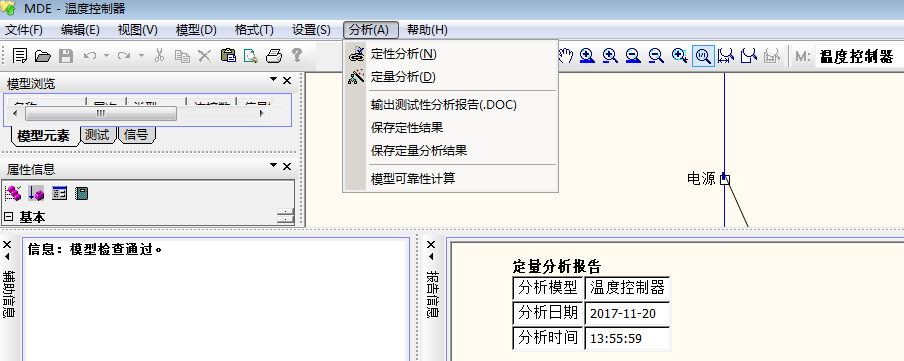 MDE - 温度控制器
文件(F) 编辑(E) 视图(V) 模型(D) 格式(T) 设置(S) 分析(A) 帮助(H)
定性分析(N)
定量分析(D)
输出测试性分析报告(.DOC)
保存定性结果
保存定量分析结果
模型可靠性计算
M: 温度控制器
模型浏览
模型元素 测试 信号
属性信息
基本
电源
辅助信息
信息：模型检查通过。
报告信息
定量分析报告
分析模型 温度控制器
分析日期 2017-11-20
分析时间 13:55:59